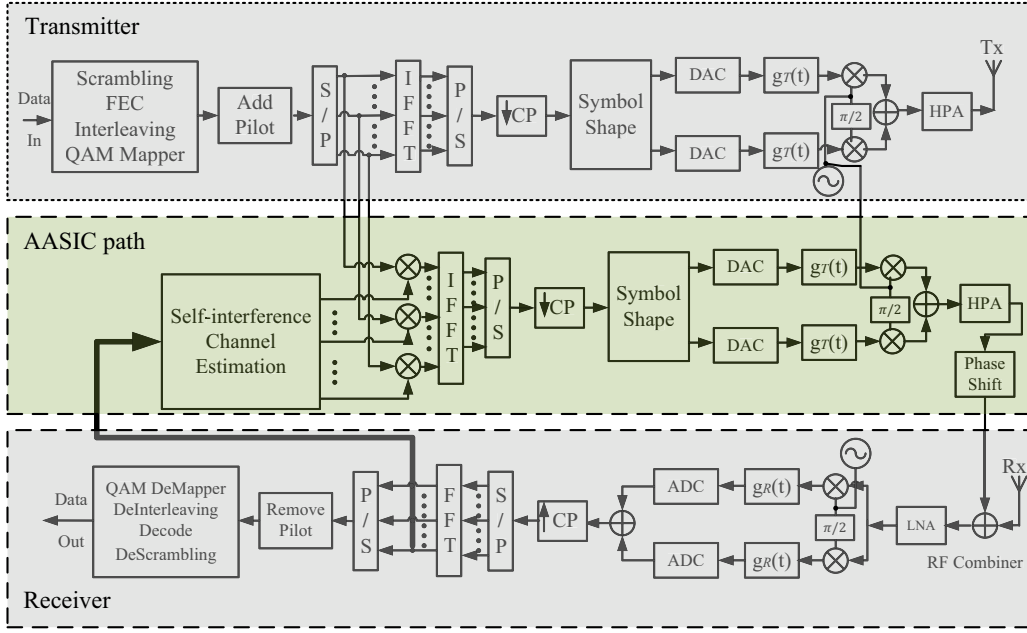 Transmitter
Data
In
Scrambling
FEC
Interleaving
QAM Mapper
Add
Pilot
S/P
IFFT
P/S
CP
Symbol
Shape
DAC
gT(t)
DAC
gT(t)
π/2
HPA
Tx
AASIC path
Self-interference
Channel
Estimation
IFFT
P/S
CP
Symbol
Shape
DAC
gT(t)
DAC
gT(t)
π/2
HPA
Phase
Shift
Receiver
Data
Out
QAM DeMapper
DeInterleaving
Decode
DeScrambling
Remove
Pilot
P/S
FFT
S/P
CP
ADC
gR(t)
ADC
gR(t)
π/2
LNA
RF Combiner
Rx